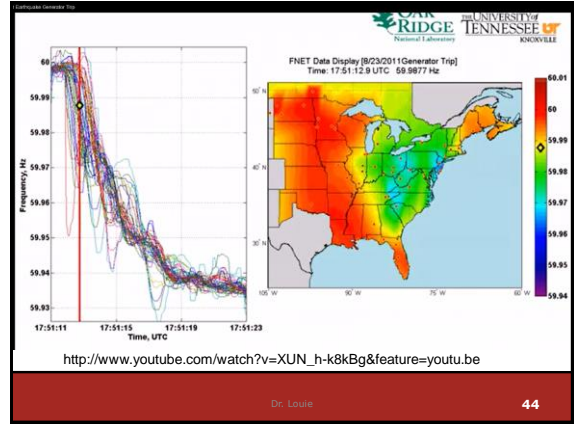 Earthquake Generator Trip
OAK
RIDGE
National Laboratory
THE UNIVERSITY of
TENNESSEE UT
KNOXVILLE
FNET Data Display [8/23/2011Generator Trip]
Time: 17:51:12.9 UTC 59.9877 Hz
Frequency, Hz
60
59.99
59.98
59.97
59.96
59.95
59.94
59.93
17:51:11
17:51:15
17:51:19
17:51:23
Time, UTC
50° N
40° N
30° N
105° W
90° W
75° W
60° W
60.01
60
59.99
59.98
59.97
59.96
59.95
59.94
http://www.youtube.com/watch?v=XUN_h-k8kBg&feature=youtu.be
Dr. Louie
44